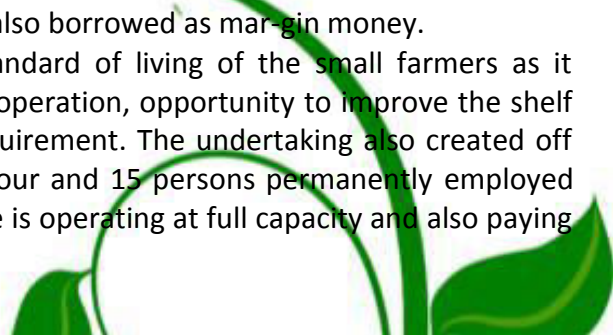 also borrowed as mar-gin money.
andard of living of the small farmers as it
operation, opportunity to improve the shelf
quirement. The undertaking also created off
our and 15 persons permanently employed
e is operating at full capacity and also paying